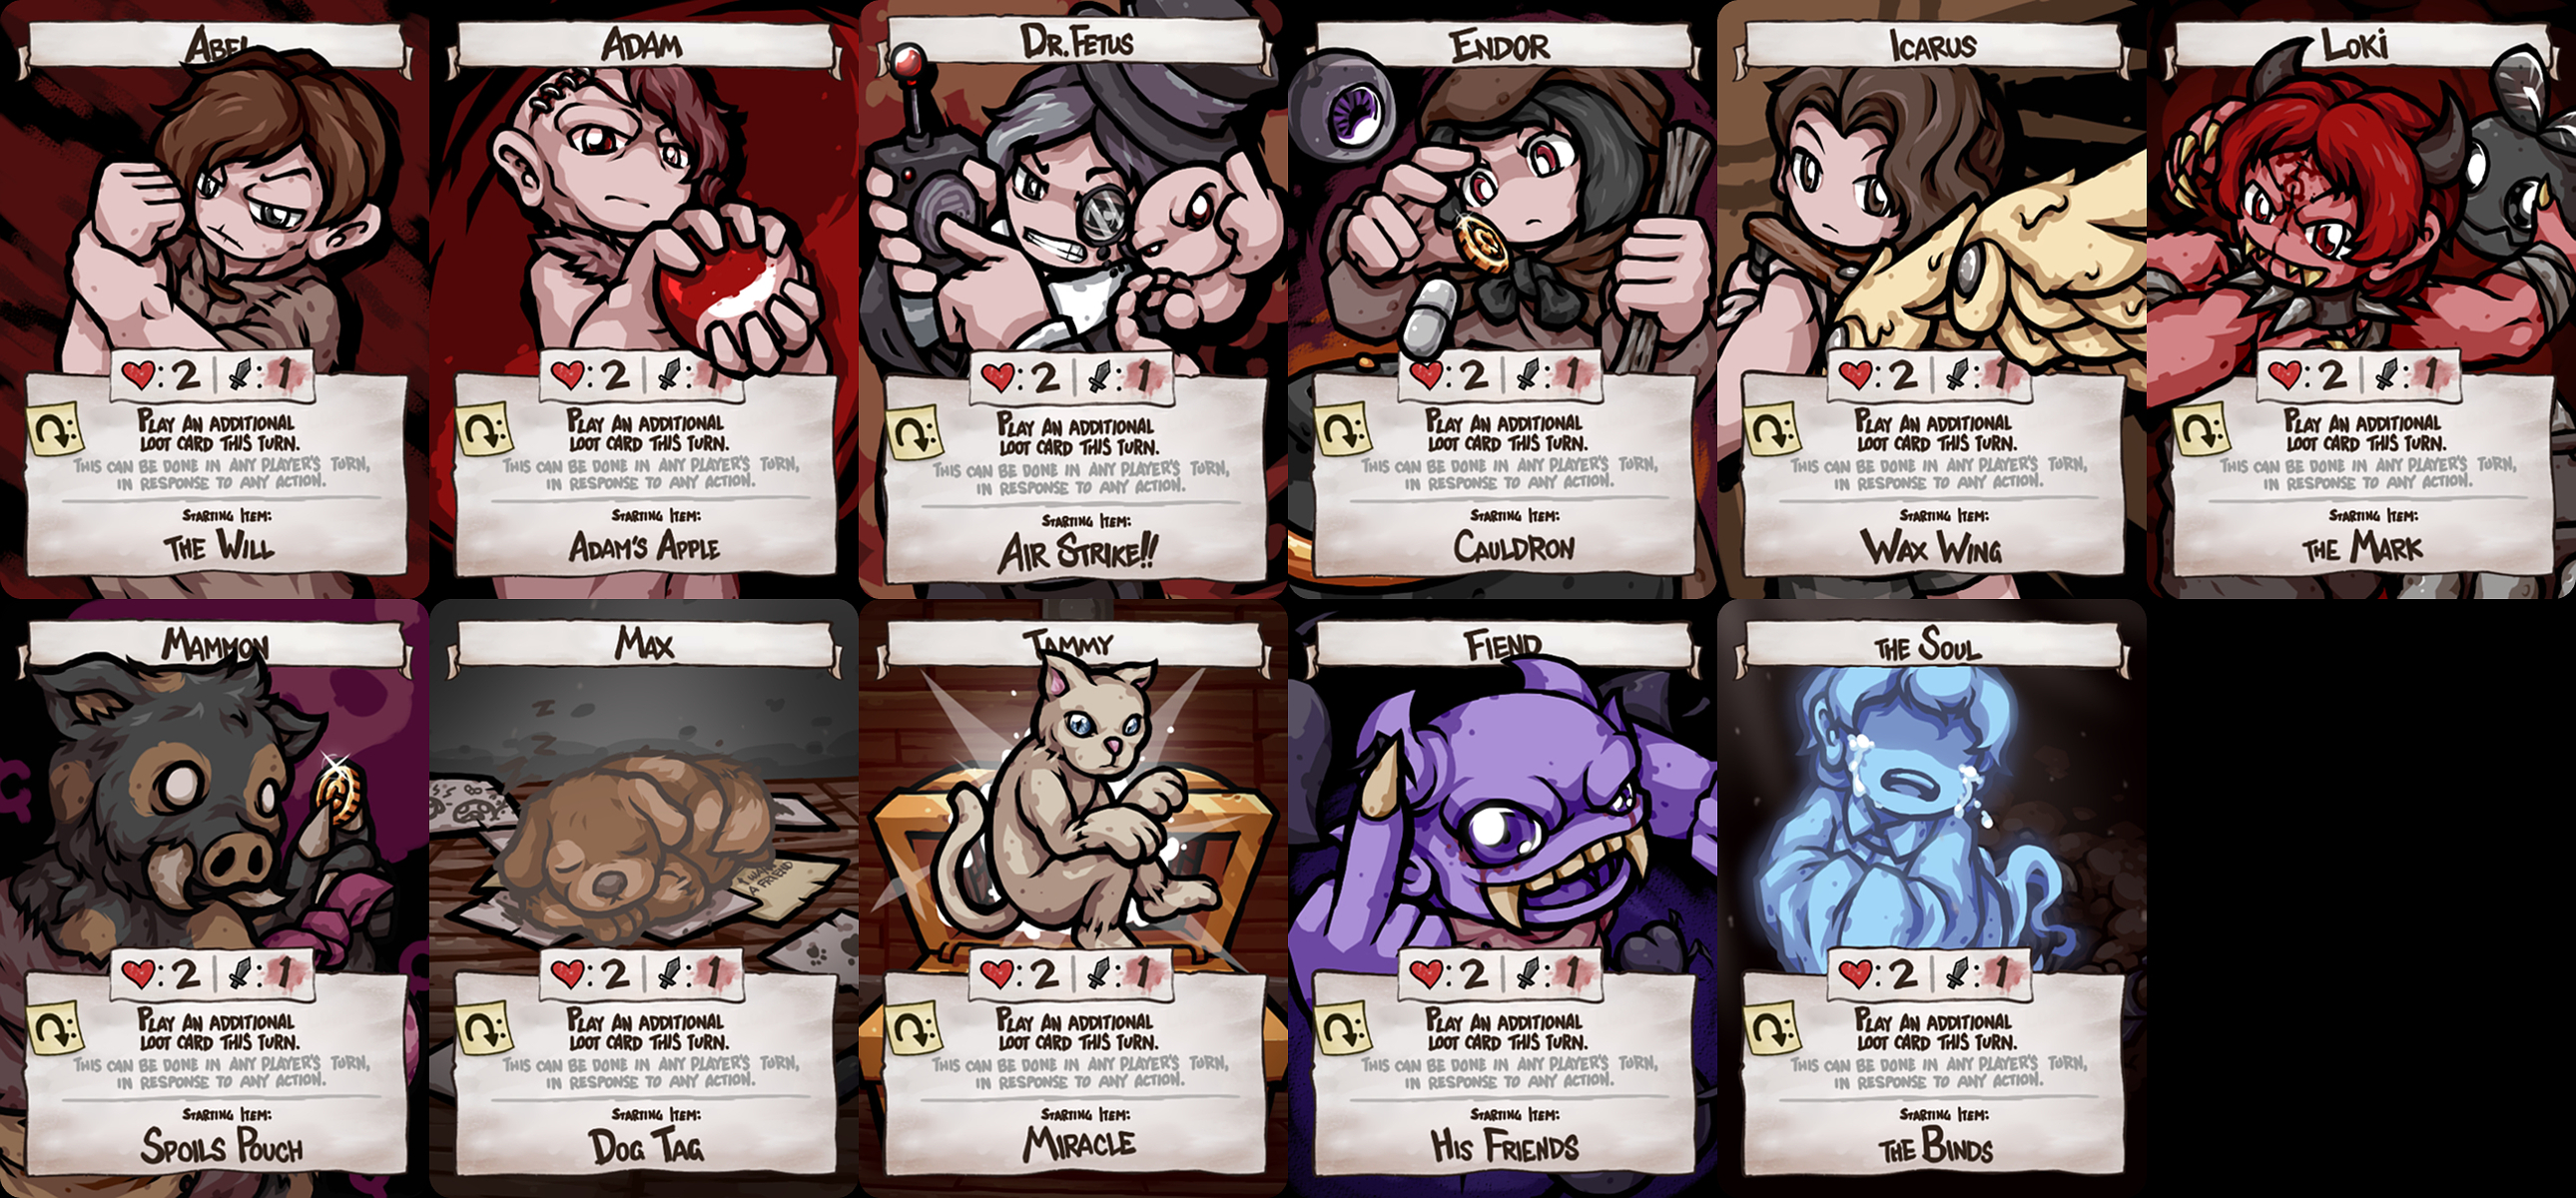 ABEL
♥: 2 | : 1
PLAY AN ADDITIONAL
LOOT CARD THIS TURN.
THIS CAN BE DONE IN ANY PLAYER'S TURN,
IN RESPONSE TO ANY ACTION.
STARTING ITEM:
THE WILL
ADAM
♥: 2 | : 1
PLAY AN ADDITIONAL
LOOT CARD THIS TURN.
THIS CAN BE DONE IN ANY PLAYER'S TURN,
IN RESPONSE TO ANY ACTION.
STARTING ITEM:
ADAM'S APPLE
DR. FETUS
♥: 2 | : 1
PLAY AN ADDITIONAL
LOOT CARD THIS TURN.
THIS CAN BE DONE IN ANY PLAYER'S TURN,
IN RESPONSE TO ANY ACTION.
STARTING ITEM:
AIR STRIKE!!
ENDOR
♥: 2 | : 1
PLAY AN ADDITIONAL
LOOT CARD THIS TURN.
THIS CAN BE DONE IN ANY PLAYER'S TURN,
IN RESPONSE TO ANY ACTION.
STARTING ITEM:
CAULDRON
ICARUS
♥: 2 | : 1
PLAY AN ADDITIONAL
LOOT CARD THIS TURN.
THIS CAN BE DONE IN ANY PLAYER'S TURN,
IN RESPONSE TO ANY ACTION.
STARTING ITEM:
WAX WING
LOKI
♥: 2 | : 1
PLAY AN ADDITIONAL
LOOT CARD THIS TURN.
THIS CAN BE DONE IN ANY PLAYER'S TURN,
IN RESPONSE TO ANY ACTION.
STARTING ITEM:
THE MARK
MAMMON
♥: 2 | : 1
PLAY AN ADDITIONAL
LOOT CARD THIS TURN.
THIS CAN BE DONE IN ANY PLAYER'S TURN,
IN RESPONSE TO ANY ACTION.
STARTING ITEM:
SPOILS POUCH
MAX
Z
Z
I WANT
A FRIEND
♥: 2 | : 1
PLAY AN ADDITIONAL
LOOT CARD THIS TURN.
THIS CAN BE DONE IN ANY PLAYER'S TURN,
IN RESPONSE TO ANY ACTION.
STARTING ITEM:
DOG TAG
TAMMY
♥: 2 | : 1
PLAY AN ADDITIONAL
LOOT CARD THIS TURN.
THIS CAN BE DONE IN ANY PLAYER'S TURN,
IN RESPONSE TO ANY ACTION.
STARTING ITEM:
MIRACLE
FIEND
♥: 2 | : 1
PLAY AN ADDITIONAL
LOOT CARD THIS TURN.
THIS CAN BE DONE IN ANY PLAYER'S TURN,
IN RESPONSE TO ANY ACTION.
STARTING ITEM:
HIS FRIENDS
THE SOUL
♥: 2 | : 1
PLAY AN ADDITIONAL
LOOT CARD THIS TURN.
THIS CAN BE DONE IN ANY PLAYER'S TURN,
IN RESPONSE TO ANY ACTION.
STARTING ITEM:
THE BINDS